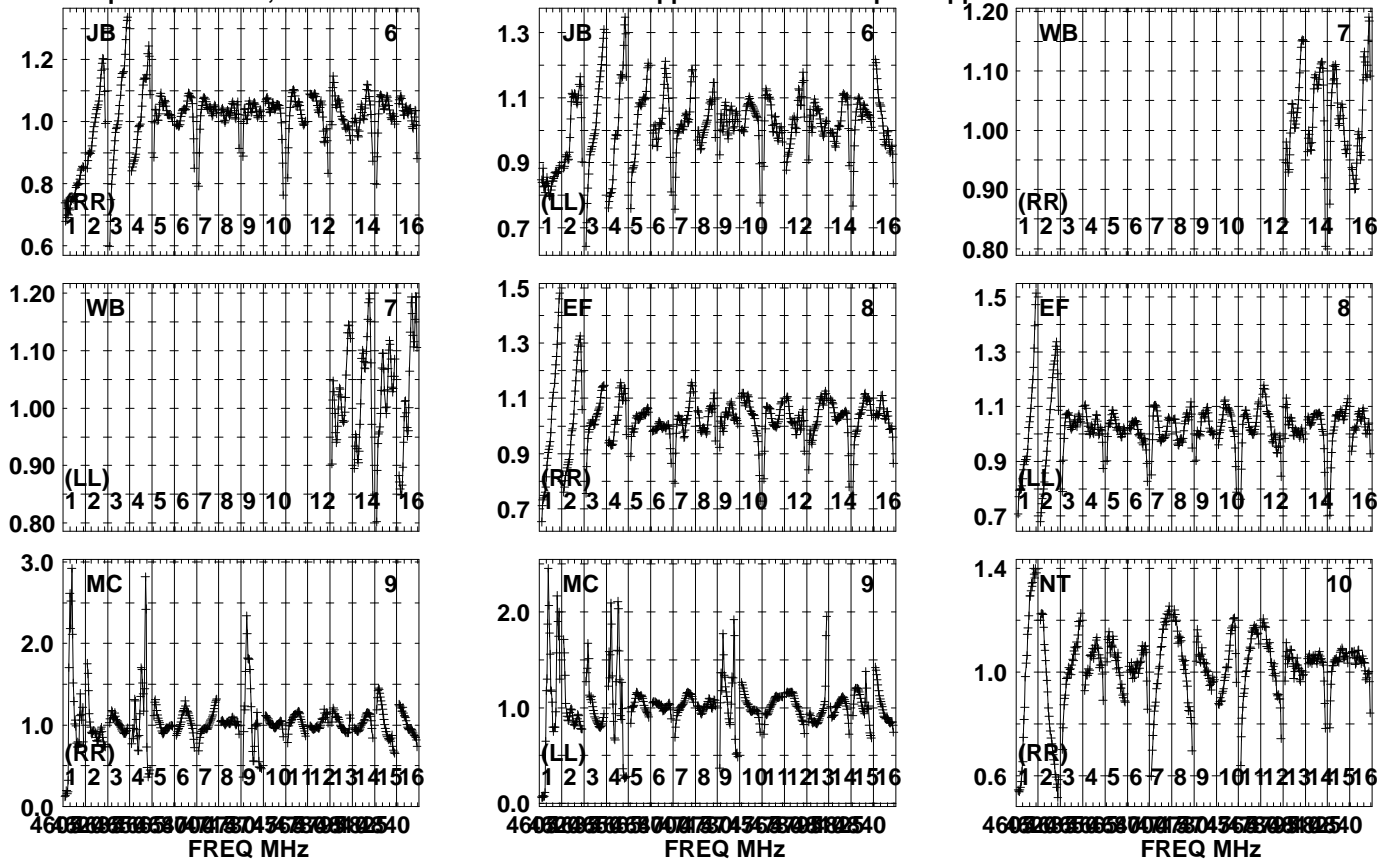 JB 6
1.2
1.0
0.8
(RR)
1 2 3 4 5 6 7 8 9 10 12 14 16
0.6
JB 6
1.3
1.1
0.9
(LL)
0.7
1 2 3 4 5 6 7 8 9 10 12 14 16
WB 7
1.20
1.10
1.00
0.90
(RR)
1 2 3 4 5 6 7 8 9 10 12 14 16
0.80
WB 7
1.20
1.10
1.00
0.90
(LL)
1 2 3 4 5 6 7 8 9 10 12 14 16
0.80
EF 8
1.5
1.3
1.1
0.9
(RR)
1 2 3 4 5 6 7 8 9 10 12 14 16
0.7
EF 8
1.5
1.3
1.1
0.9
(LL)
1 2 3 4 5 6 7 8 9 10 12 14 16
0.7
MC 9
3.0
2.0
1.0
(RR)
1 2 3 4 5 6 7 8 9 10 11 12 13 14 15 16
0.0
FREQ MHz
MC 9
2.0
1.0
(LL)
1 2 3 4 5 6 7 8 9 10 11 12 13 14 15 16
0.0
FREQ MHz
NT 10
1.4
1.0
(RR)
0.6
1 2 3 4 5 6 7 8 9 10 11 12 13 14 15 16
FREQ MHz